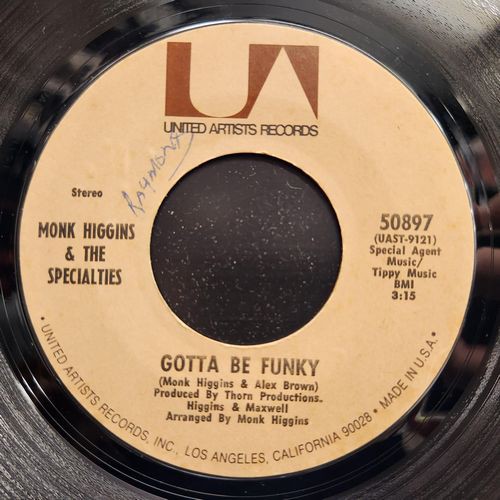 UA
UNITED ARTISTS RECORDS
Raymond
Stereo
MONK HIGGINS
& THE
SPECIALTIES
50897
(UAST-9121)
Special Agent
Music/
Tippy Music
BMI
3:15
GOTTA BE FUNKY
(Monk Higgins & Alex Brown)
Produced by Thorn Productions.
Higgins & Maxwell
Arranged by Monk Higgins
• UNITED ARTISTS RECORDS, INC., LOS ANGELES, CALIFORNIA 90028 • MADE IN U.S.A. •